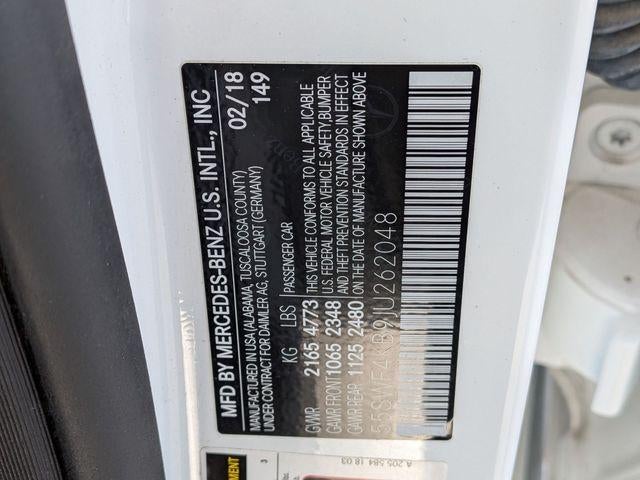 MFD BY MERCEDES-BENZ U.S. INTL., INC
MANUFACTURED IN USA (ALABAMA, TUSCALOOSA COUNTY)
UNDER CONTRACT FOR DAIMLER AG, STUTTGART (GERMANY)
02/18
149
KG LBS PASSENGER CAR
GVWR 2165 4773
GAWR FRONT 1065 2348
GAWR REAR 1125 2480
THIS VEHICLE CONFORMS TO ALL APPLICABLE
U.S. FEDERAL MOTOR VEHICLE SAFETY, BUMPER
AND THEFT PREVENTION STANDARDS IN EFFECT
ON THE DATE OF MANUFACTURE SHOWN ABOVE
55SWF4KB9JU262048
A 205 584 18 03
3